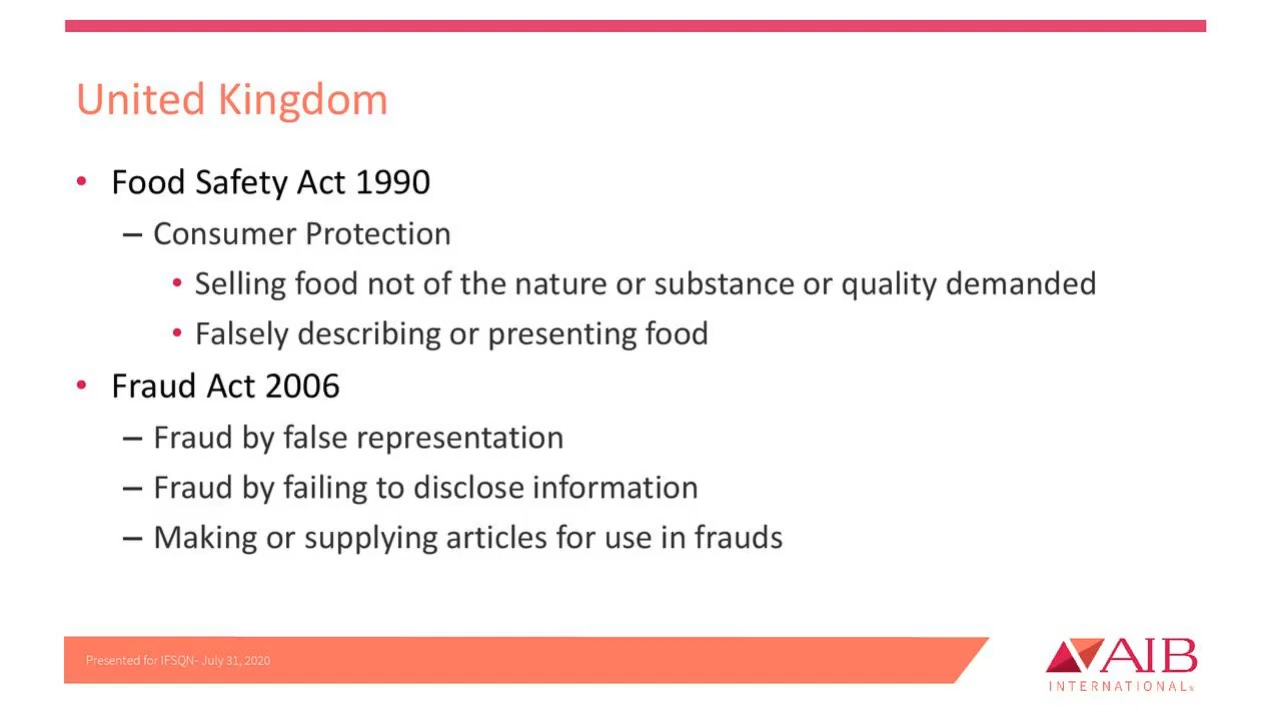 United Kingdom
• Food Safety Act 1990
– Consumer Protection
• Selling food not of the nature or substance or quality demanded
• Falsely describing or presenting food
• Fraud Act 2006
– Fraud by false representation
– Fraud by failing to disclose information
– Making or supplying articles for use in frauds
Presented for IFSQN- July 31, 2020
AIB
INTERNATIONAL